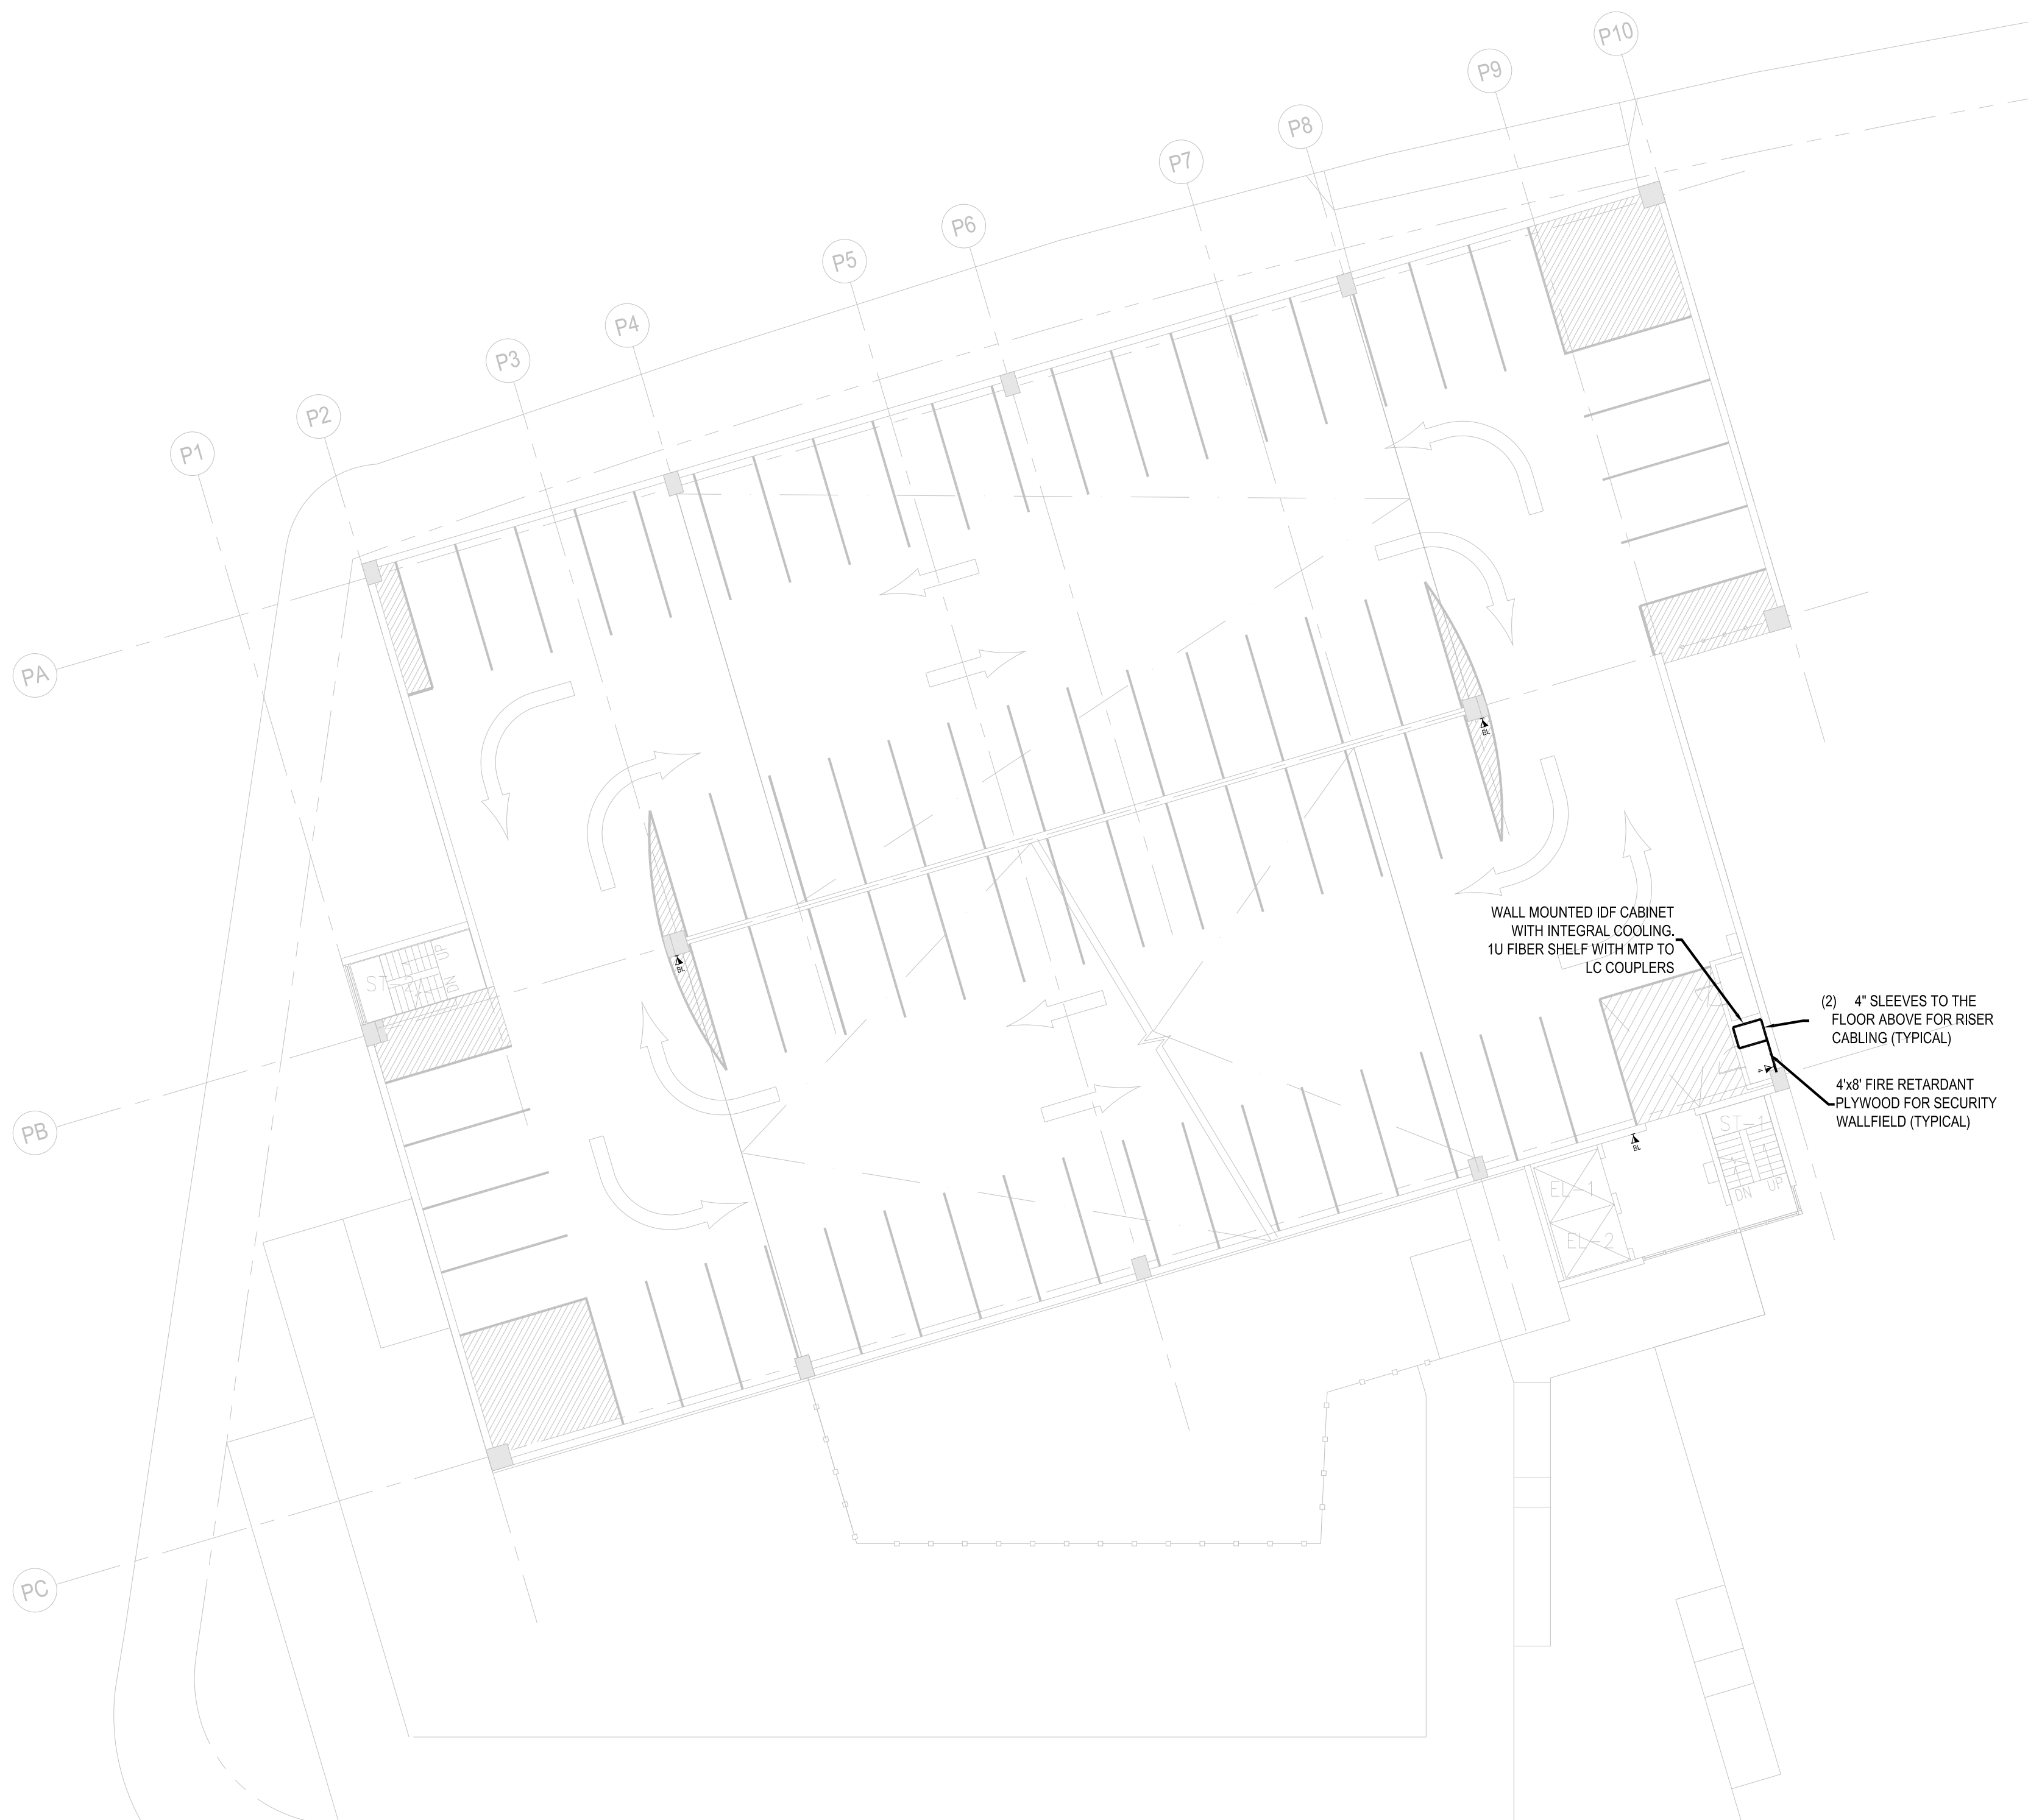 P10
P9
P8
P7
P6
P5
P4
P3
P2
P1
PA
BL
WALL MOUNTED IDF CABINET
WITH INTEGRAL COOLING.
1U FIBER SHELF WITH MTP TO
LC COUPLERS
UP
DN
BL
(2) 4" SLEEVES TO THE
FLOOR ABOVE FOR RISER
CABLING (TYPICAL)
4'x8' FIRE RETARDANT
PLYWOOD FOR SECURITY
WALLFIELD (TYPICAL)
PB
ST-1
BL
EL-1
DN
UP
EL-2
PC